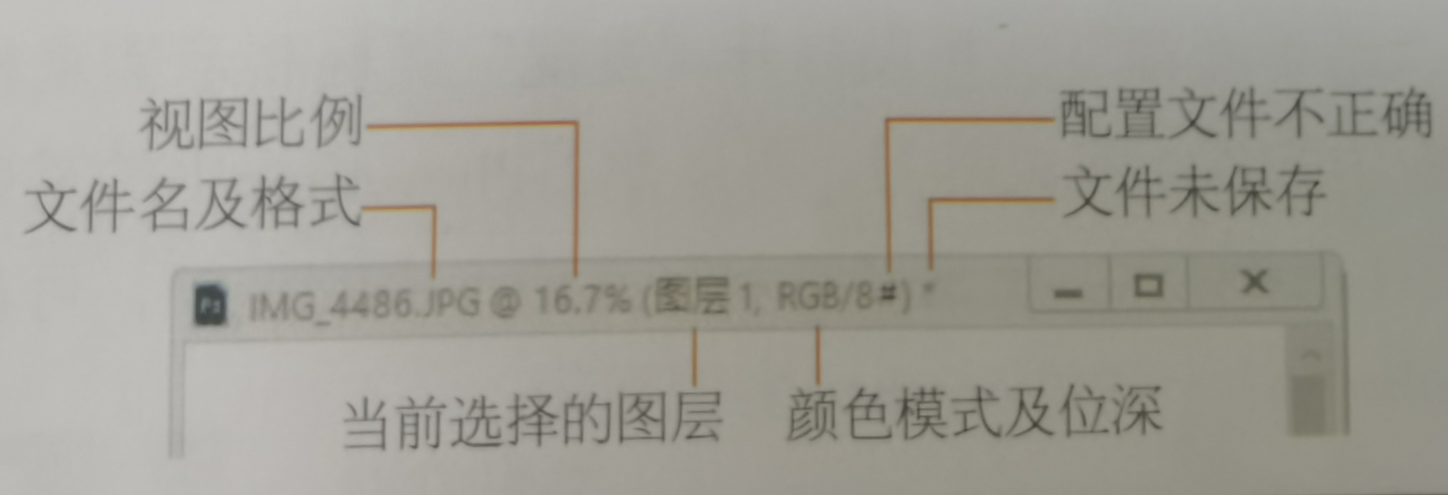 视图比例
配置文件不正确
文件名及格式
文件未保存
Ps IMG_4486.JPG @ 16.7% (图层 1, RGB/8#) *
当前选择的图层
颜色模式及位深